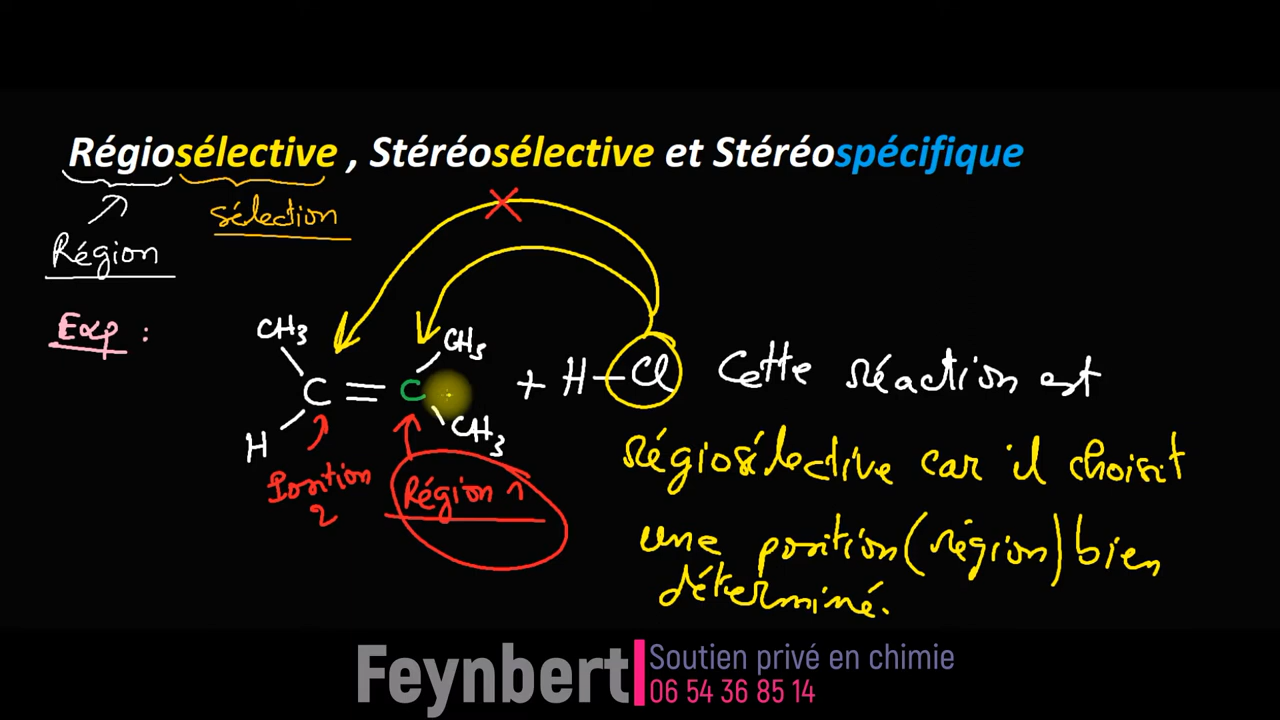 Régiosélective , Stéréosélective et Stéréospécifique
sélection
Région
Exp :
CH3
CH3
C = C
+ H - Cl
H
CH3
Position
2
Région 1
Cette réaction est
régiosélective car il choisit
une position (région) bien
déterminé.
Feynbert
Soutien privé en chimie
06 54 36 85 14